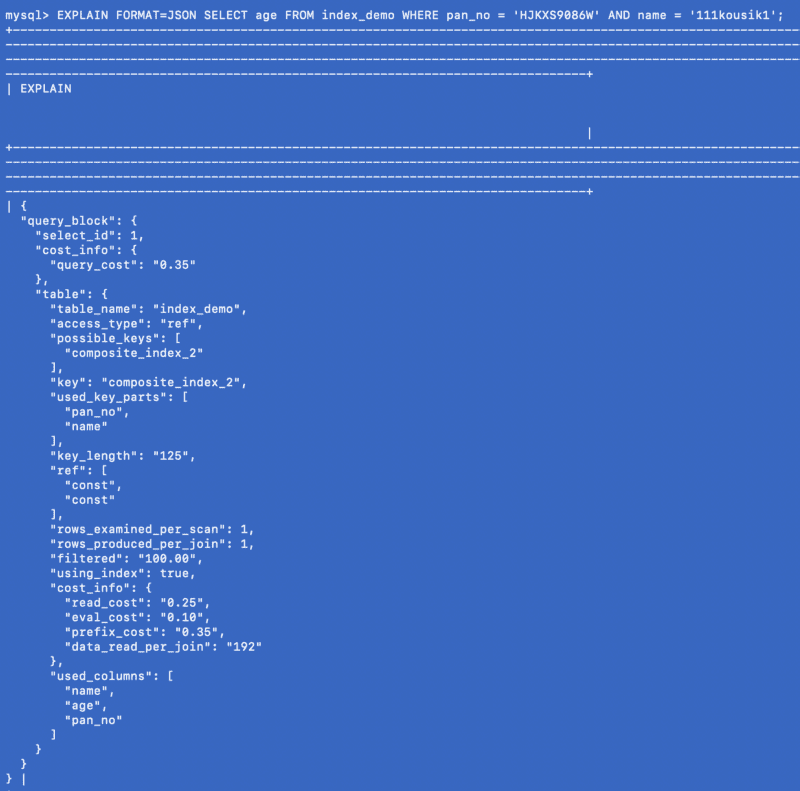 mysql> EXPLAIN FORMAT=JSON SELECT age FROM index_demo WHERE pan_no = 'HJKXS9086W' AND name = '111kousik1';
+--------------------------------------------------------------------------------------------------------------
--------------------------------------------------------------------------------------------------------------
--------------------------------------------------------------------------------------------------------------
--------------------------------------------------------------------------------+
| EXPLAIN
|
+--------------------------------------------------------------------------------------------------------------
--------------------------------------------------------------------------------------------------------------
--------------------------------------------------------------------------------------------------------------
--------------------------------------------------------------------------------+
| {
  "query_block": {
    "select_id": 1,
    "cost_info": {
      "query_cost": "0.35"
    },
    "table": {
      "table_name": "index_demo",
      "access_type": "ref",
      "possible_keys": [
        "composite_index_2"
      ],
      "key": "composite_index_2",
      "used_key_parts": [
        "pan_no",
        "name"
      ],
      "key_length": "125",
      "ref": [
        "const",
        "const"
      ],
      "rows_examined_per_scan": 1,
      "rows_produced_per_join": 1,
      "filtered": "100.00",
      "using_index": true,
      "cost_info": {
        "read_cost": "0.25",
        "eval_cost": "0.10",
        "prefix_cost": "0.35",
        "data_read_per_join": "192"
      },
      "used_columns": [
        "name",
        "age",
        "pan_no"
      ]
    }
  }
} |